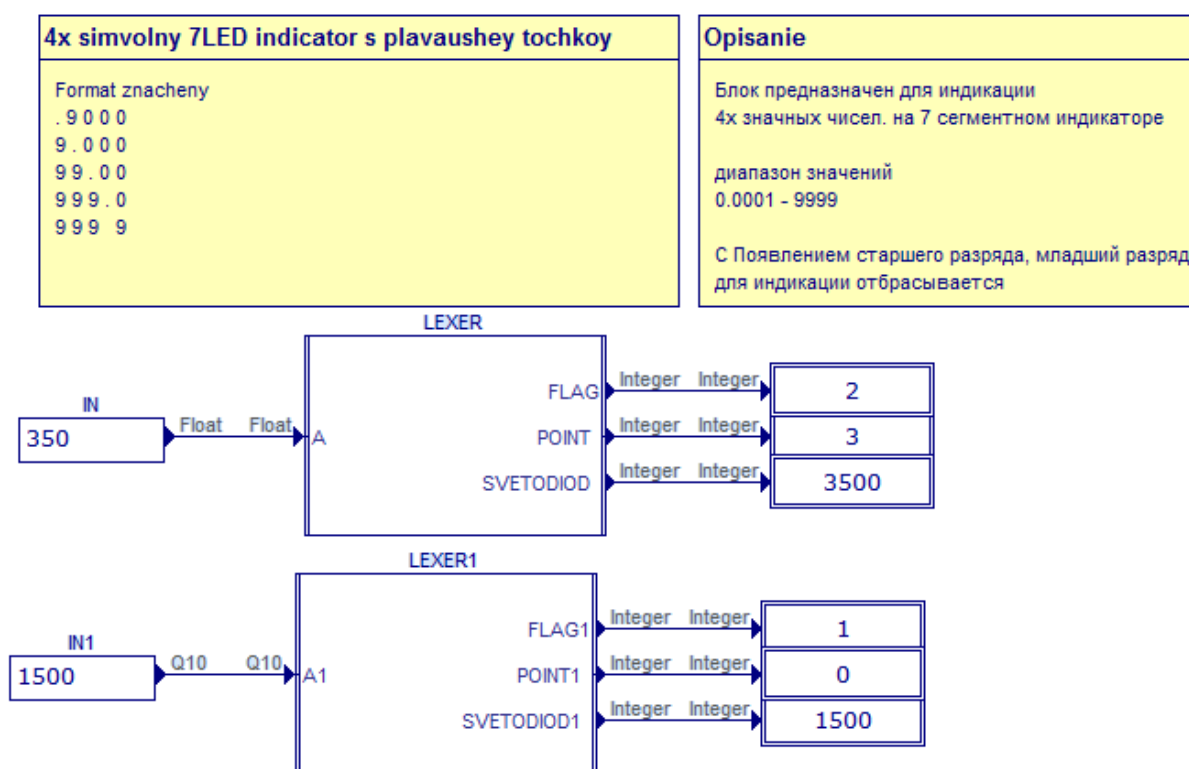 4x simvolny 7LED indicator s plavaushey tochkoy
Format znacheny
.9000
9.000
99.00
999.0
999 9
Opisanie
Блок предназначен для индикации
4х значных чисел. на 7 сегментном индикаторе
диапазон значений
0.0001 - 9999
С Появлением старшего разряда, младший разряд
для индикации отбрасывается
LEXER
IN
350
Float Float
A
FLAG Integer Integer 2
POINT Integer Integer 3
SVETODIOD Integer Integer 3500
LEXER1
IN1
1500
Q10 Q10
A1
FLAG1 Integer Integer 1
POINT1 Integer Integer 0
SVETODIOD1 Integer Integer 1500